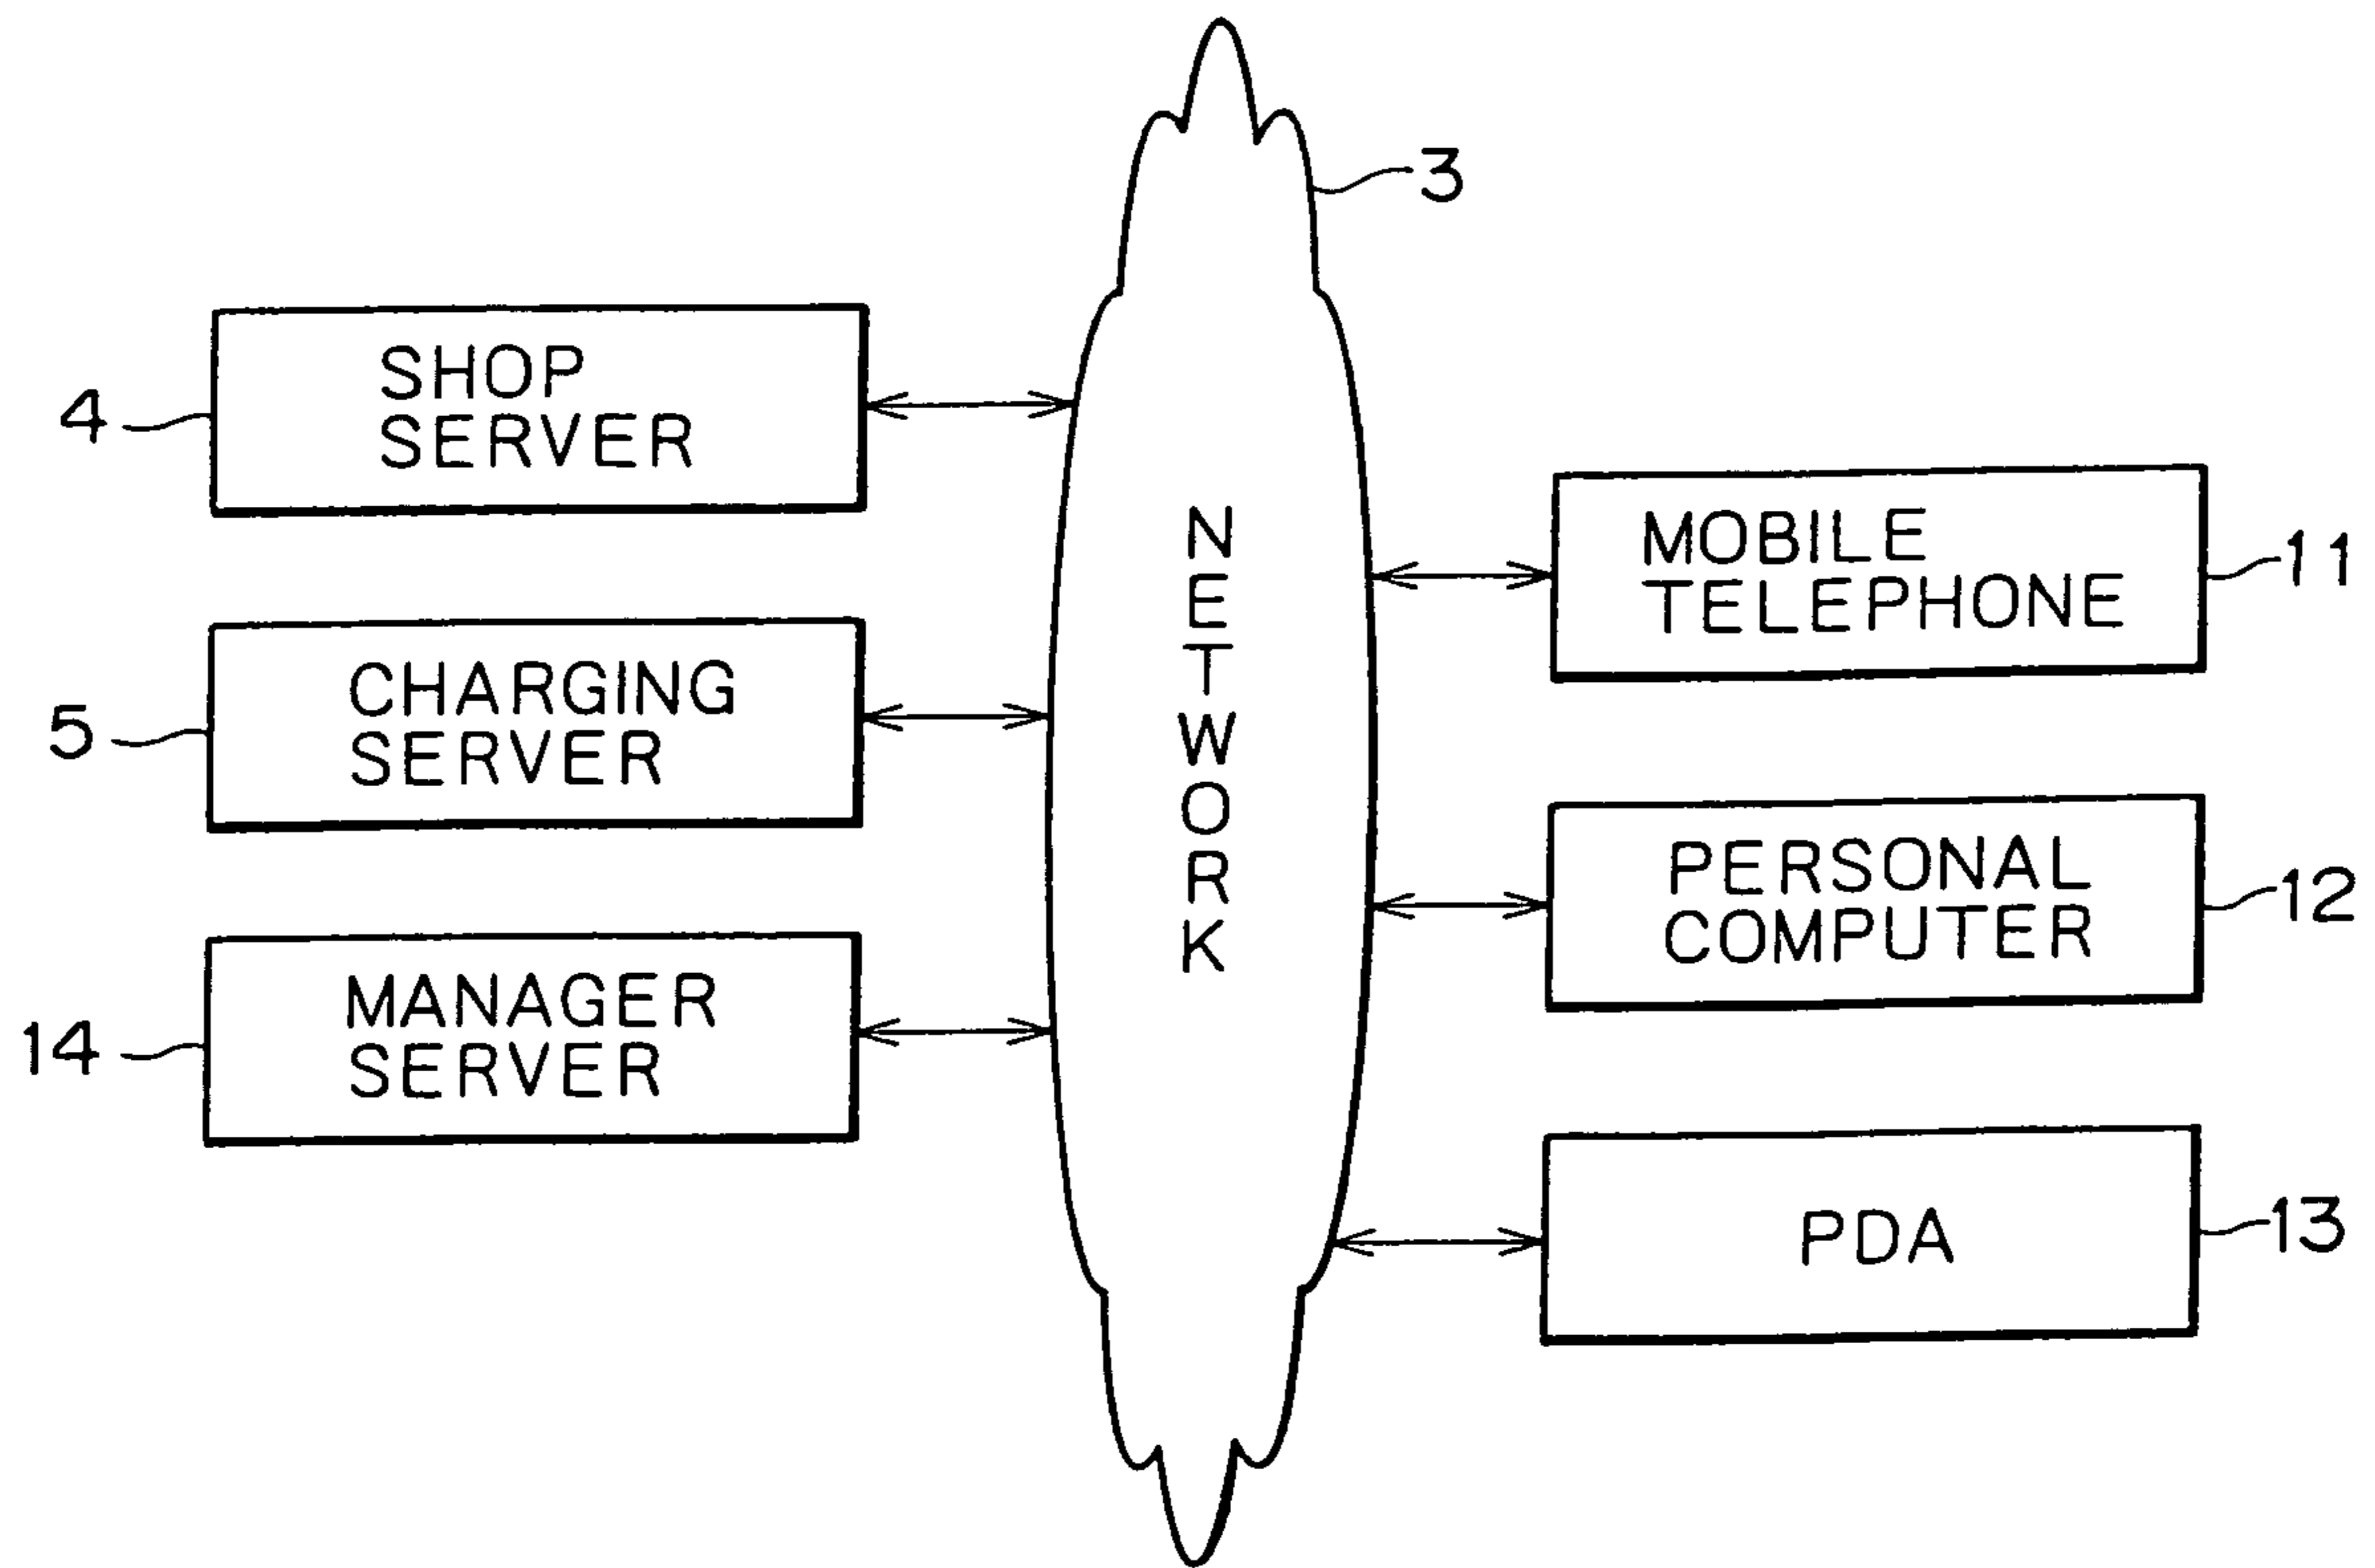 3
SHOP
SERVER
4
CHARGING
SERVER
5
MANAGER
SERVER
14
NETWORK
MOBILE
TELEPHONE
11
PERSONAL
COMPUTER
12
PDA
13